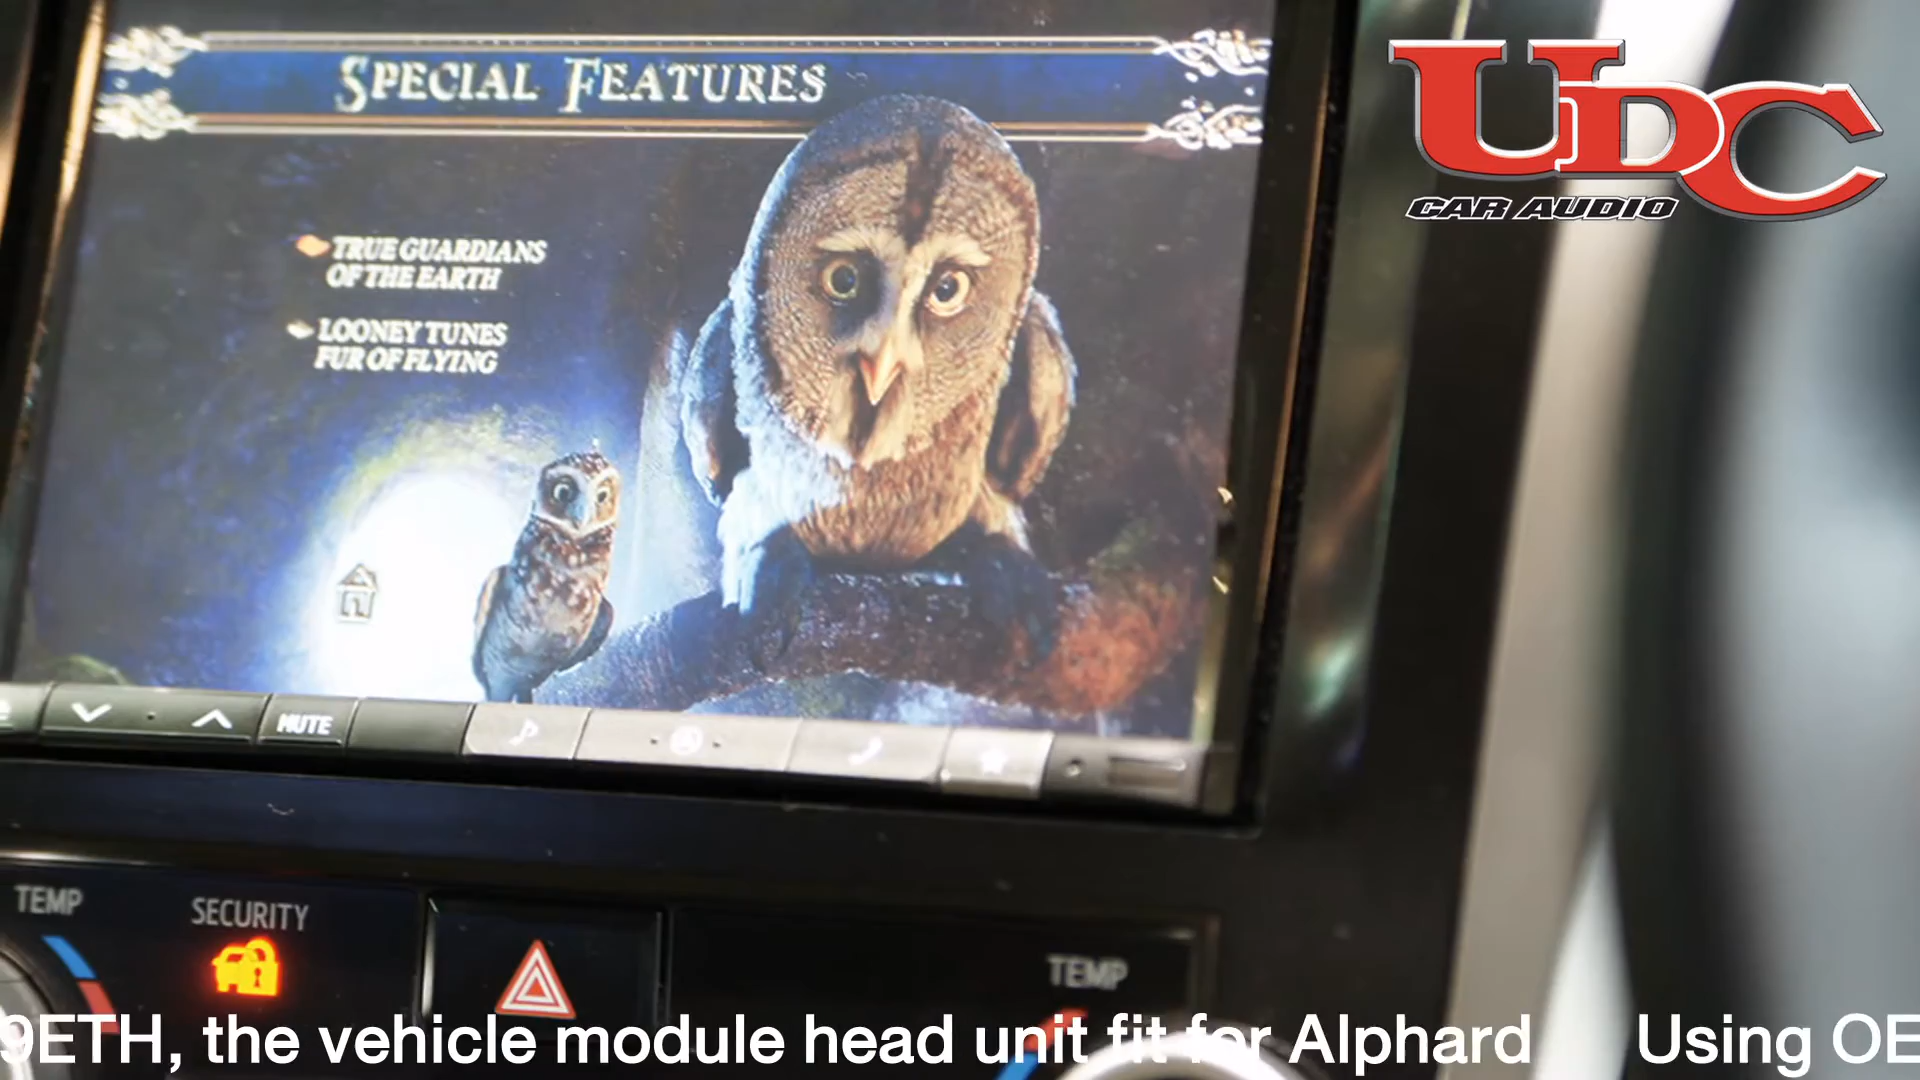 SPECIAL FEATURES
TRUE GUARDIANS
OF THE EARTH
LOONEY TUNES
FUR OF FLYING
UDC
CAR AUDIO
MUTE
TEMP
SECURITY
TEMP
9ETH, the vehicle module head unit fit for Alphard Using OE